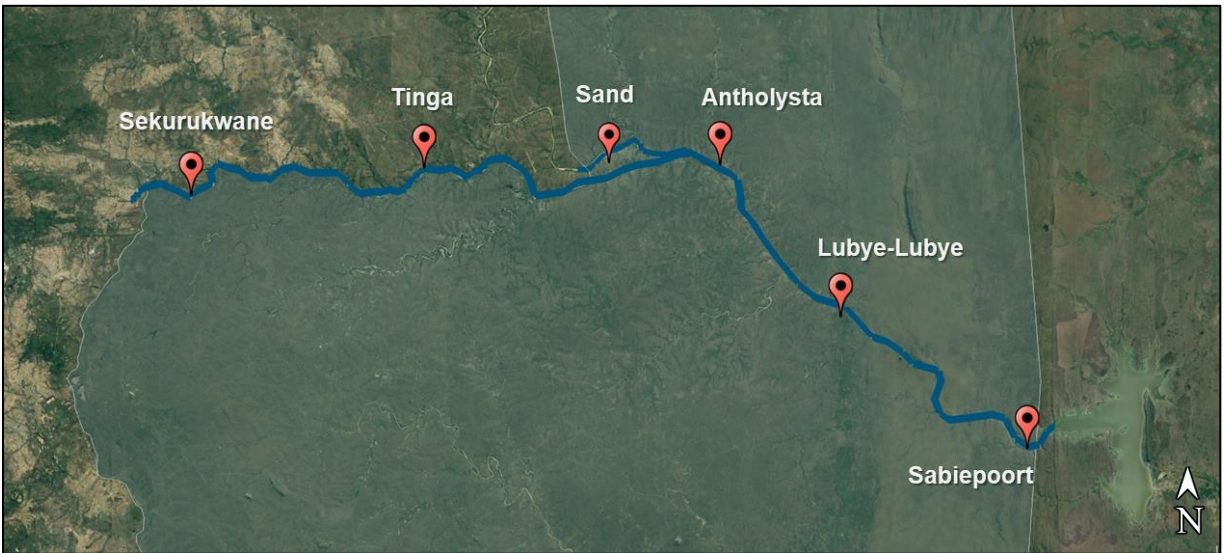 Sekurukwane
Tinga
Sand
Antholysta
Lubye-Lubye
Sabiepoort
N